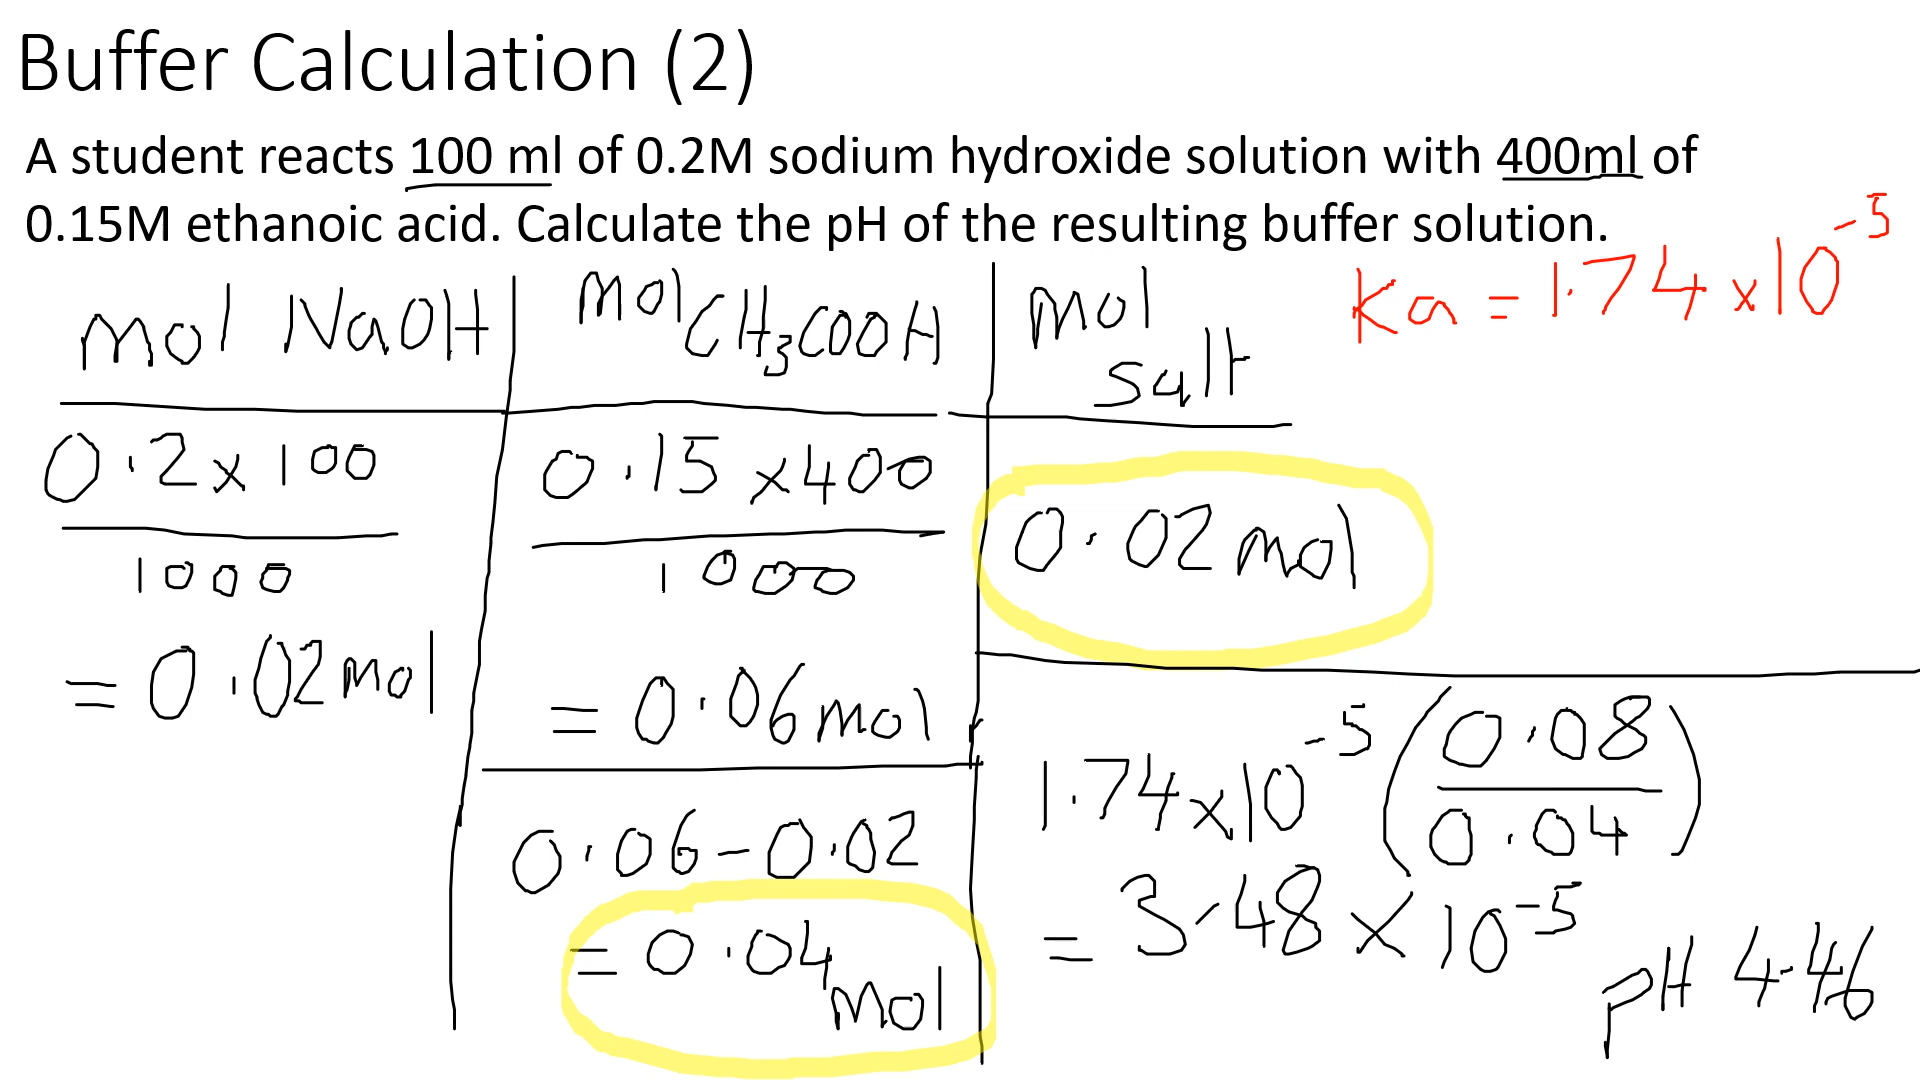 Buffer Calculation (2)
A student reacts 100 ml of 0.2M sodium hydroxide solution with 400ml of
0.15M ethanoic acid. Calculate the pH of the resulting buffer solution.
Ka = 1.74 x 10⁻⁵
mol NaOH
0.2 x 100
1000
= 0.02 mol
mol CH₃COOH
0.15 x 400
1000
= 0.06 mol
0.06 - 0.02
= 0.04 mol
mol
salt
0.02 mol
1.74 x 10⁻⁵ (0.08
0.04)
= 3.48 x 10⁻⁵
pH 4.46